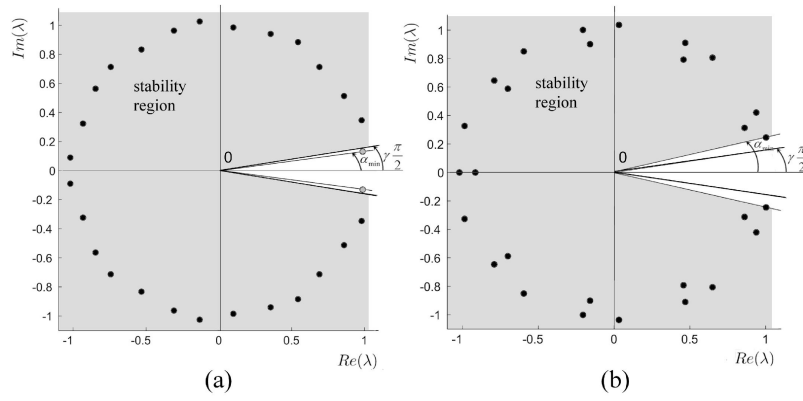 Im(λ)
1
0.8
0.6
0.4
0.2
0
-0.2
-0.4
-0.6
-0.8
-1
stability
region
0
α_min
γ π/2
-1
-0.5
0
0.5
1
Re(λ)
(a)
Im(λ)
1
0.8
0.6
0.4
0.2
0
-0.2
-0.4
-0.6
-0.8
-1
stability
region
0
α_min
γ π/2
-1
-0.5
0
0.5
1
Re(λ)
(b)